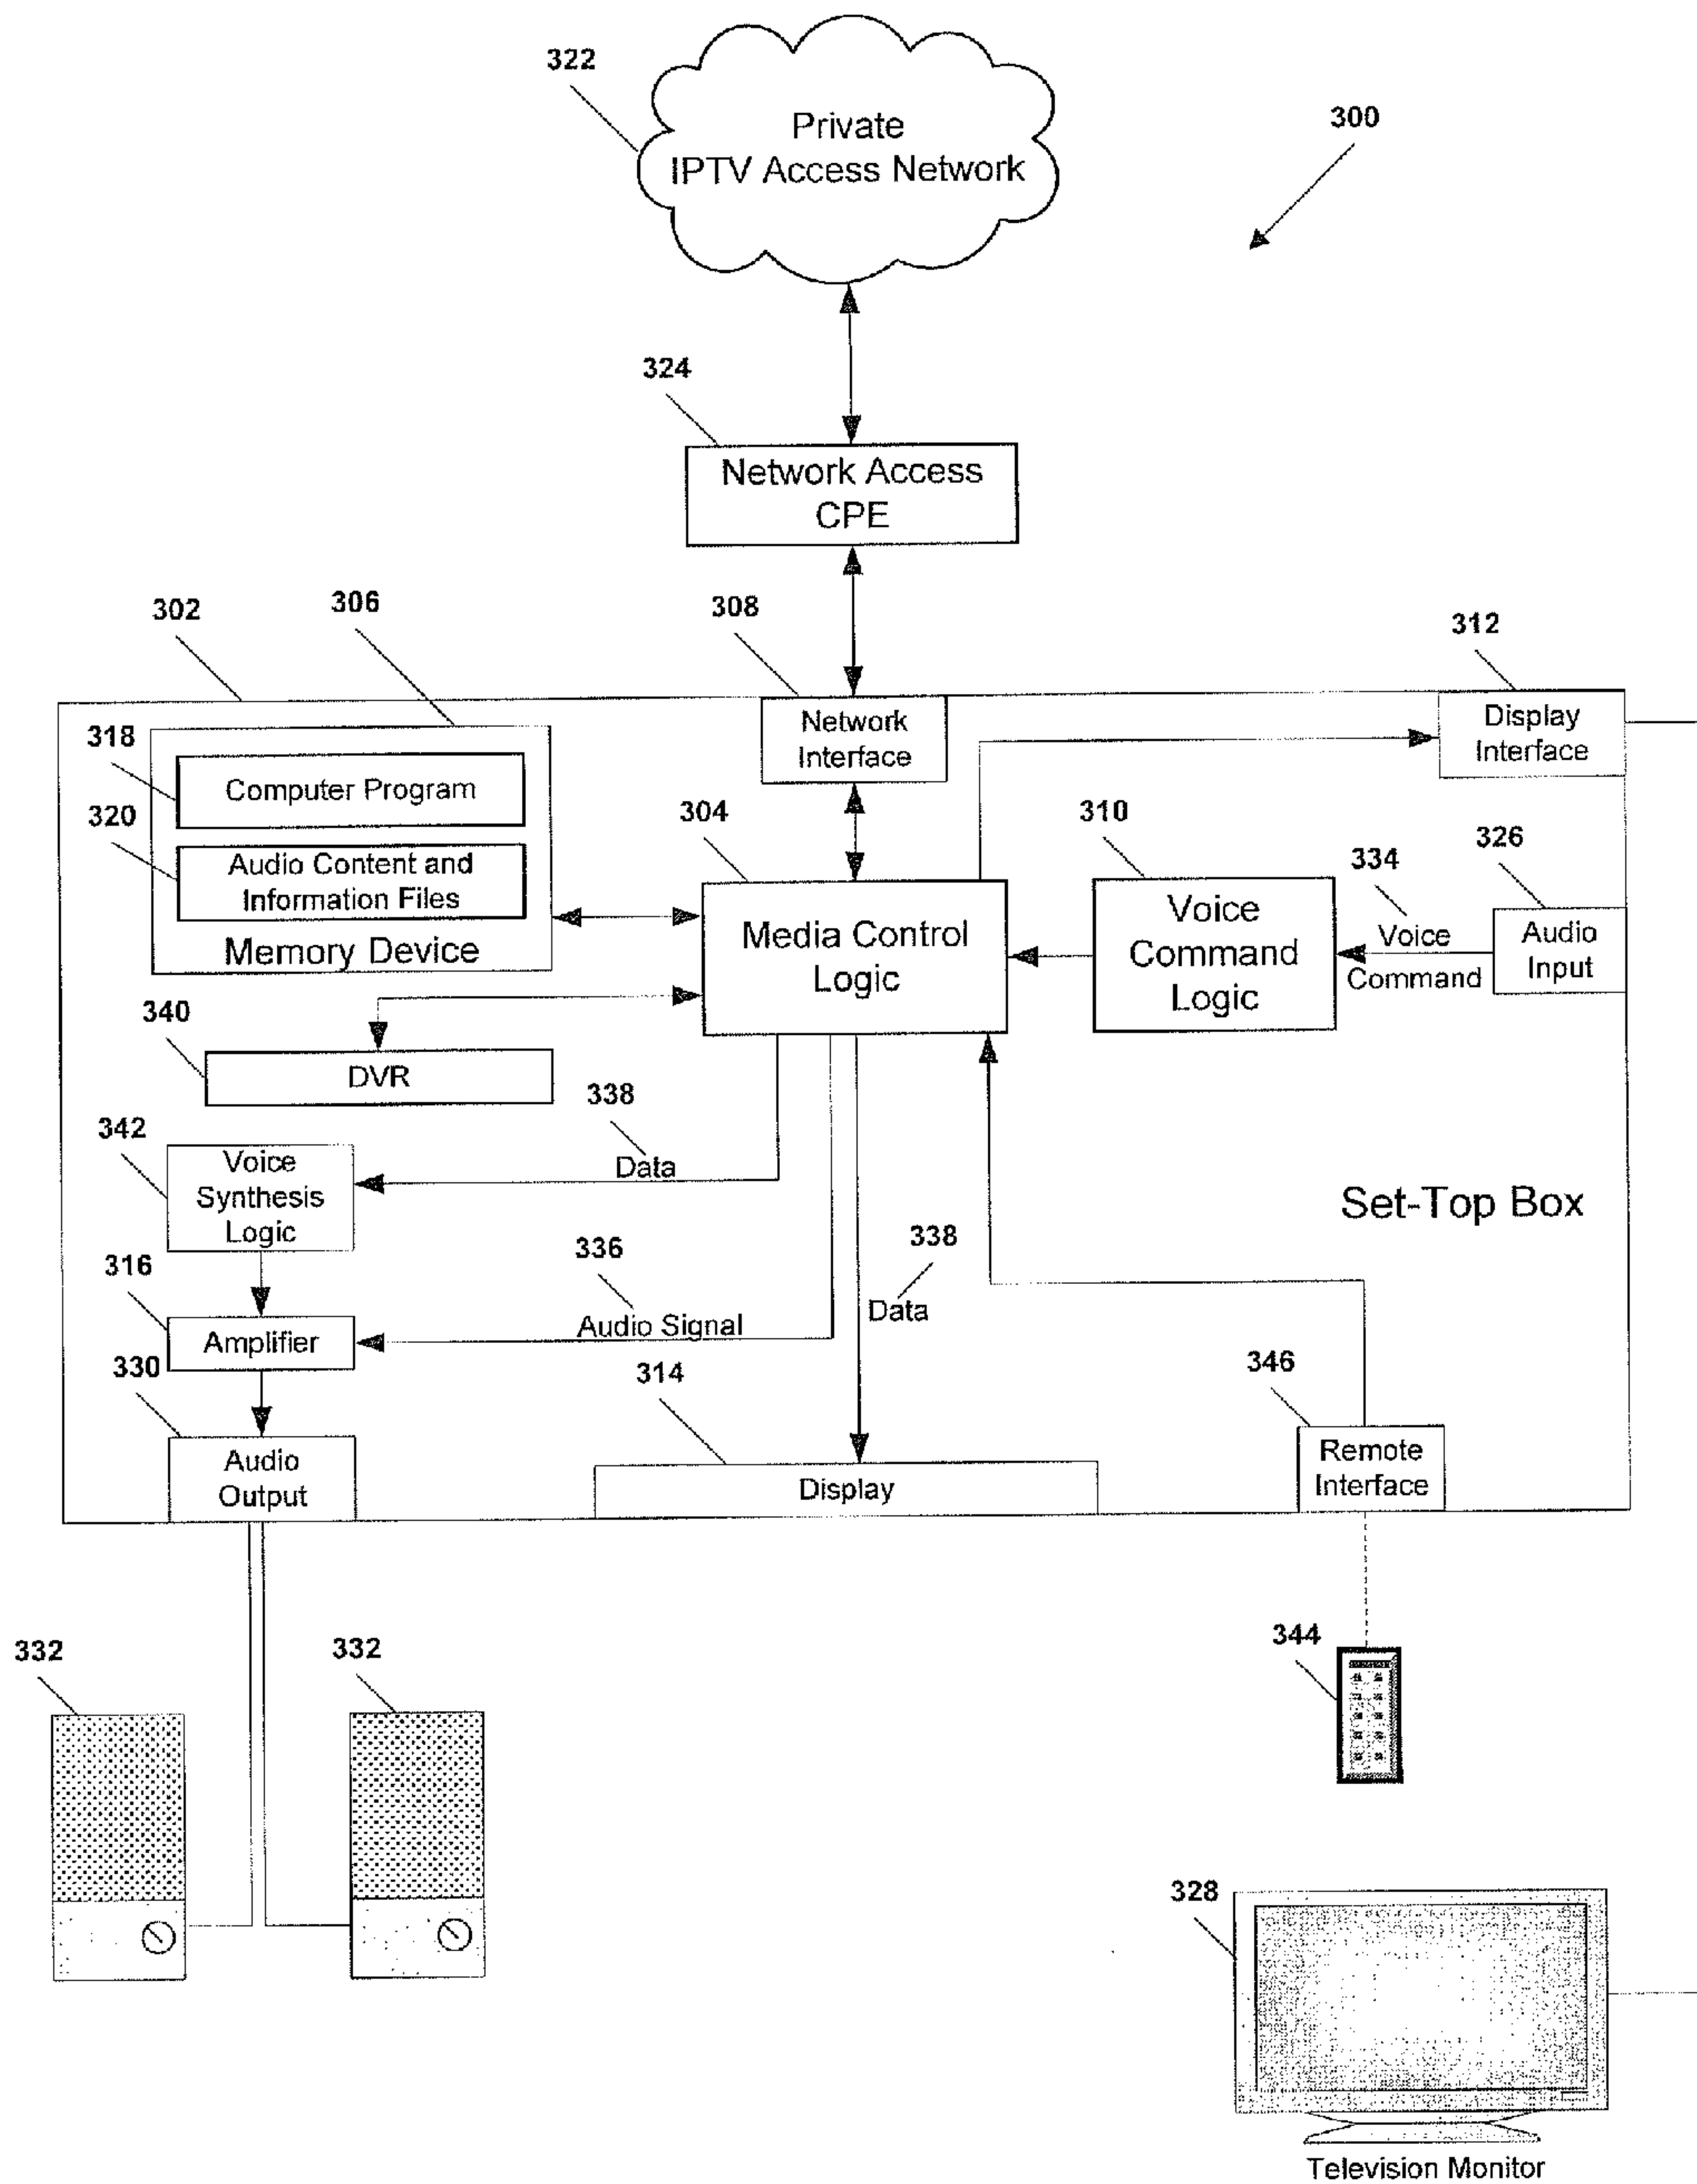 322
Private
IPTV Access Network
300
324
Network Access
CPE
302
306
308
312
318
Computer Program
320
Audio Content and
Information Files
Memory Device
Network
Interface
Display
Interface
304
Media Control
Logic
310
Voice
Command
Logic
334
Voice
Command
326
Audio
Input
340
DVR
338
Data
342
Voice
Synthesis
Logic
Set-Top Box
336
Audio Signal
338
Data
316
Amplifier
330
Audio
Output
314
Display
346
Remote
Interface
332
332
344
328
Television Monitor